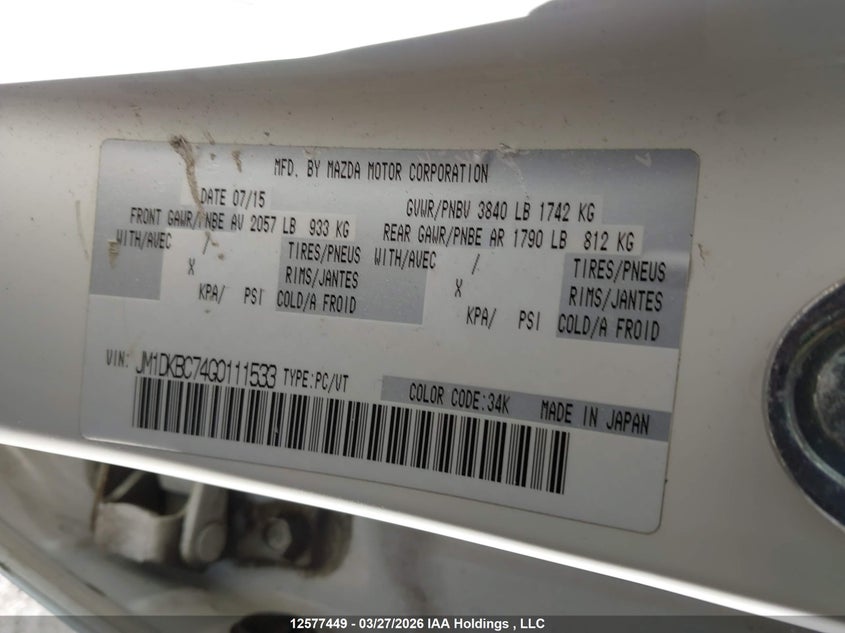 MFD. BY MAZDA MOTOR CORPORATION
DATE 07/15 GVWR/PNBV 3840 LB 1742 KG
FRONT GAWR/PNBE AV 2057 LB 933 KG REAR GAWR/PNBE AR 1790 LB 812 KG
WITH/AVEC / TIRES/PNEUS WITH/AVEC / TIRES/PNEUS
X RIMS/JANTES X RIMS/JANTES
KPA/ PSI COLD/A FROID KPA/ PSI COLD/A FROID
VIN: JM1DKBC74G0111533 TYPE:PC/VT COLOR CODE:34K MADE IN JAPAN
12577449 - 03/27/2026 IAA Holdings , LLC